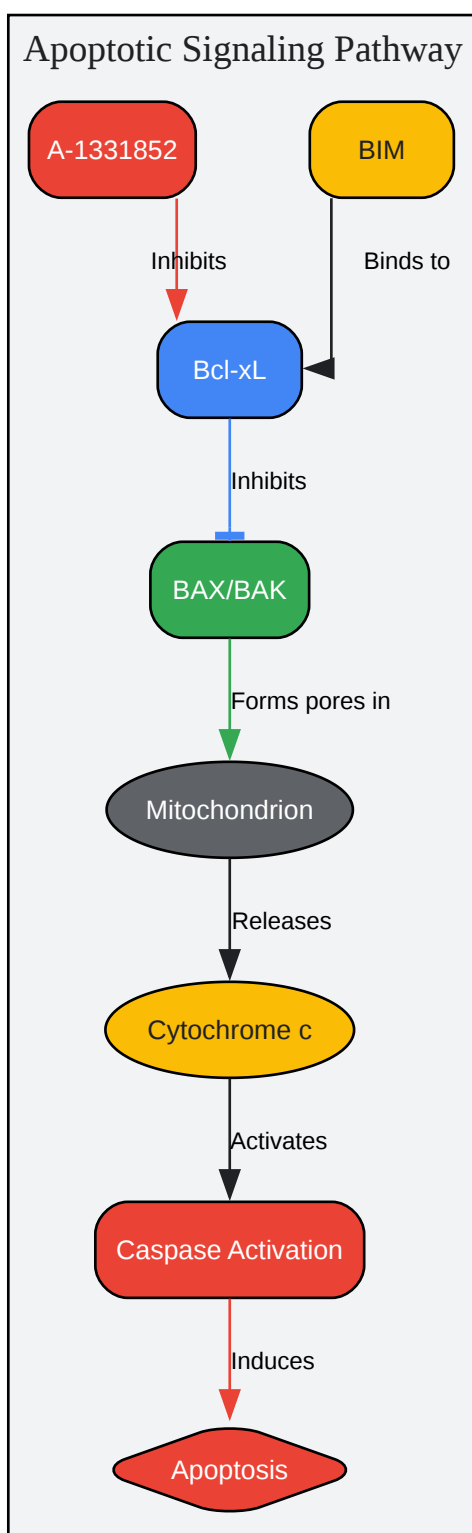 Apoptotic Signaling Pathway
A-1331852
BIM
Inhibits
Binds to
Bcl-xL
Inhibits
BAX/BAK
Forms pores in
Mitochondrion
Releases
Cytochrome c
Activates
Caspase Activation
Induces
Apoptosis